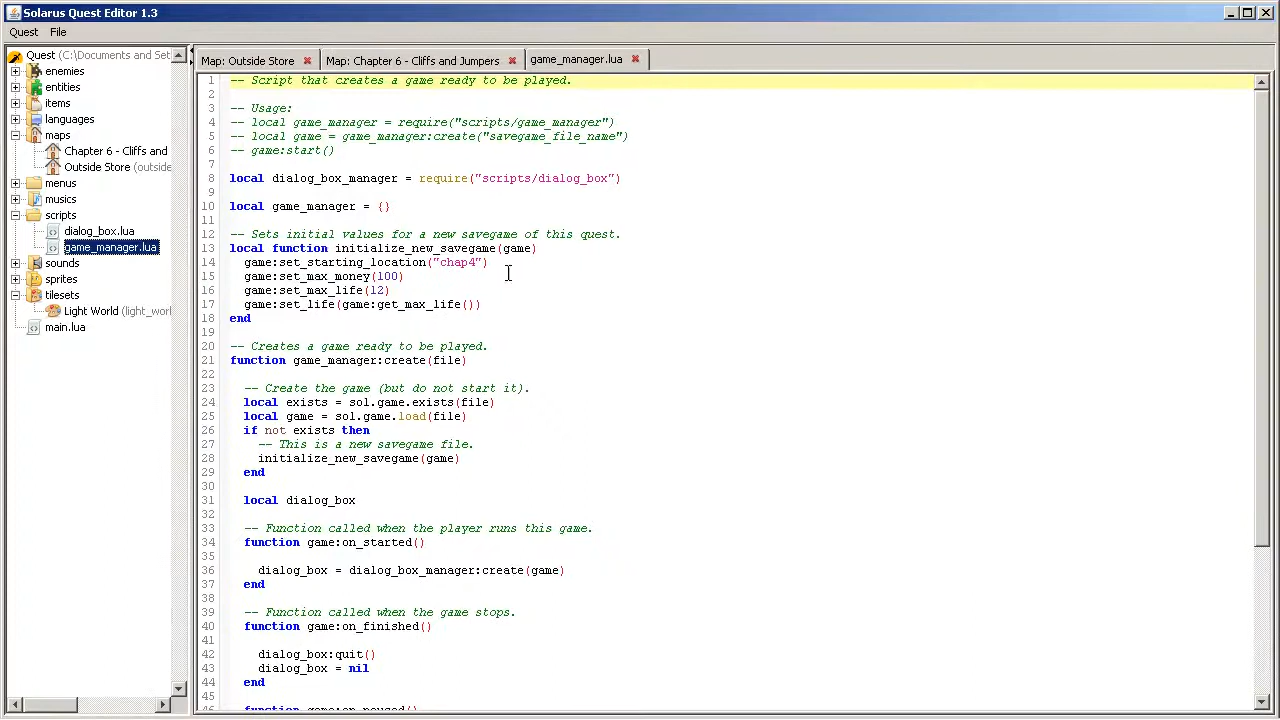 Solarus Quest Editor 1.3
Quest File
Quest (C:\Documents and Set
enemies
entities
items
languages
maps
Chapter 6 - Cliffs and
Outside Store (outside
menus
musics
scripts
dialog_box.lua
game_manager.lua
sounds
sprites
tilesets
Light World (light_worl
main.lua
Map: Outside Store
Map: Chapter 6 - Cliffs and Jumpers
game_manager.lua
1 -- Script that creates a game ready to be played.
2
3 -- Usage:
4 -- local game_manager = require("scripts/game_manager")
5 -- local game = game_manager:create("savegame_file_name")
6 -- game:start()
7
8 local dialog_box_manager = require("scripts/dialog_box")
9
10 local game_manager = {}
11
12 -- Sets initial values for a new savegame of this quest.
13 local function initialize_new_savegame(game)
14 game:set_starting_location("chap4")
15 game:set_max_money(100)
16 game:set_max_life(12)
17 game:set_life(game:get_max_life())
18 end
19
20 -- Creates a game ready to be played.
21 function game_manager:create(file)
22
23 -- Create the game (but do not start it).
24 local exists = sol.game.exists(file)
25 local game = sol.game.load(file)
26 if not exists then
27 -- This is a new savegame file.
28 initialize_new_savegame(game)
29 end
30
31 local dialog_box
32
33 -- Function called when the player runs this game.
34 function game:on_started()
35
36 dialog_box = dialog_box_manager:create(game)
37 end
38
39 -- Function called when the game stops.
40 function game:on_finished()
41
42 dialog_box:quit()
43 dialog_box = nil
44 end
45
46 function game:on_paused()